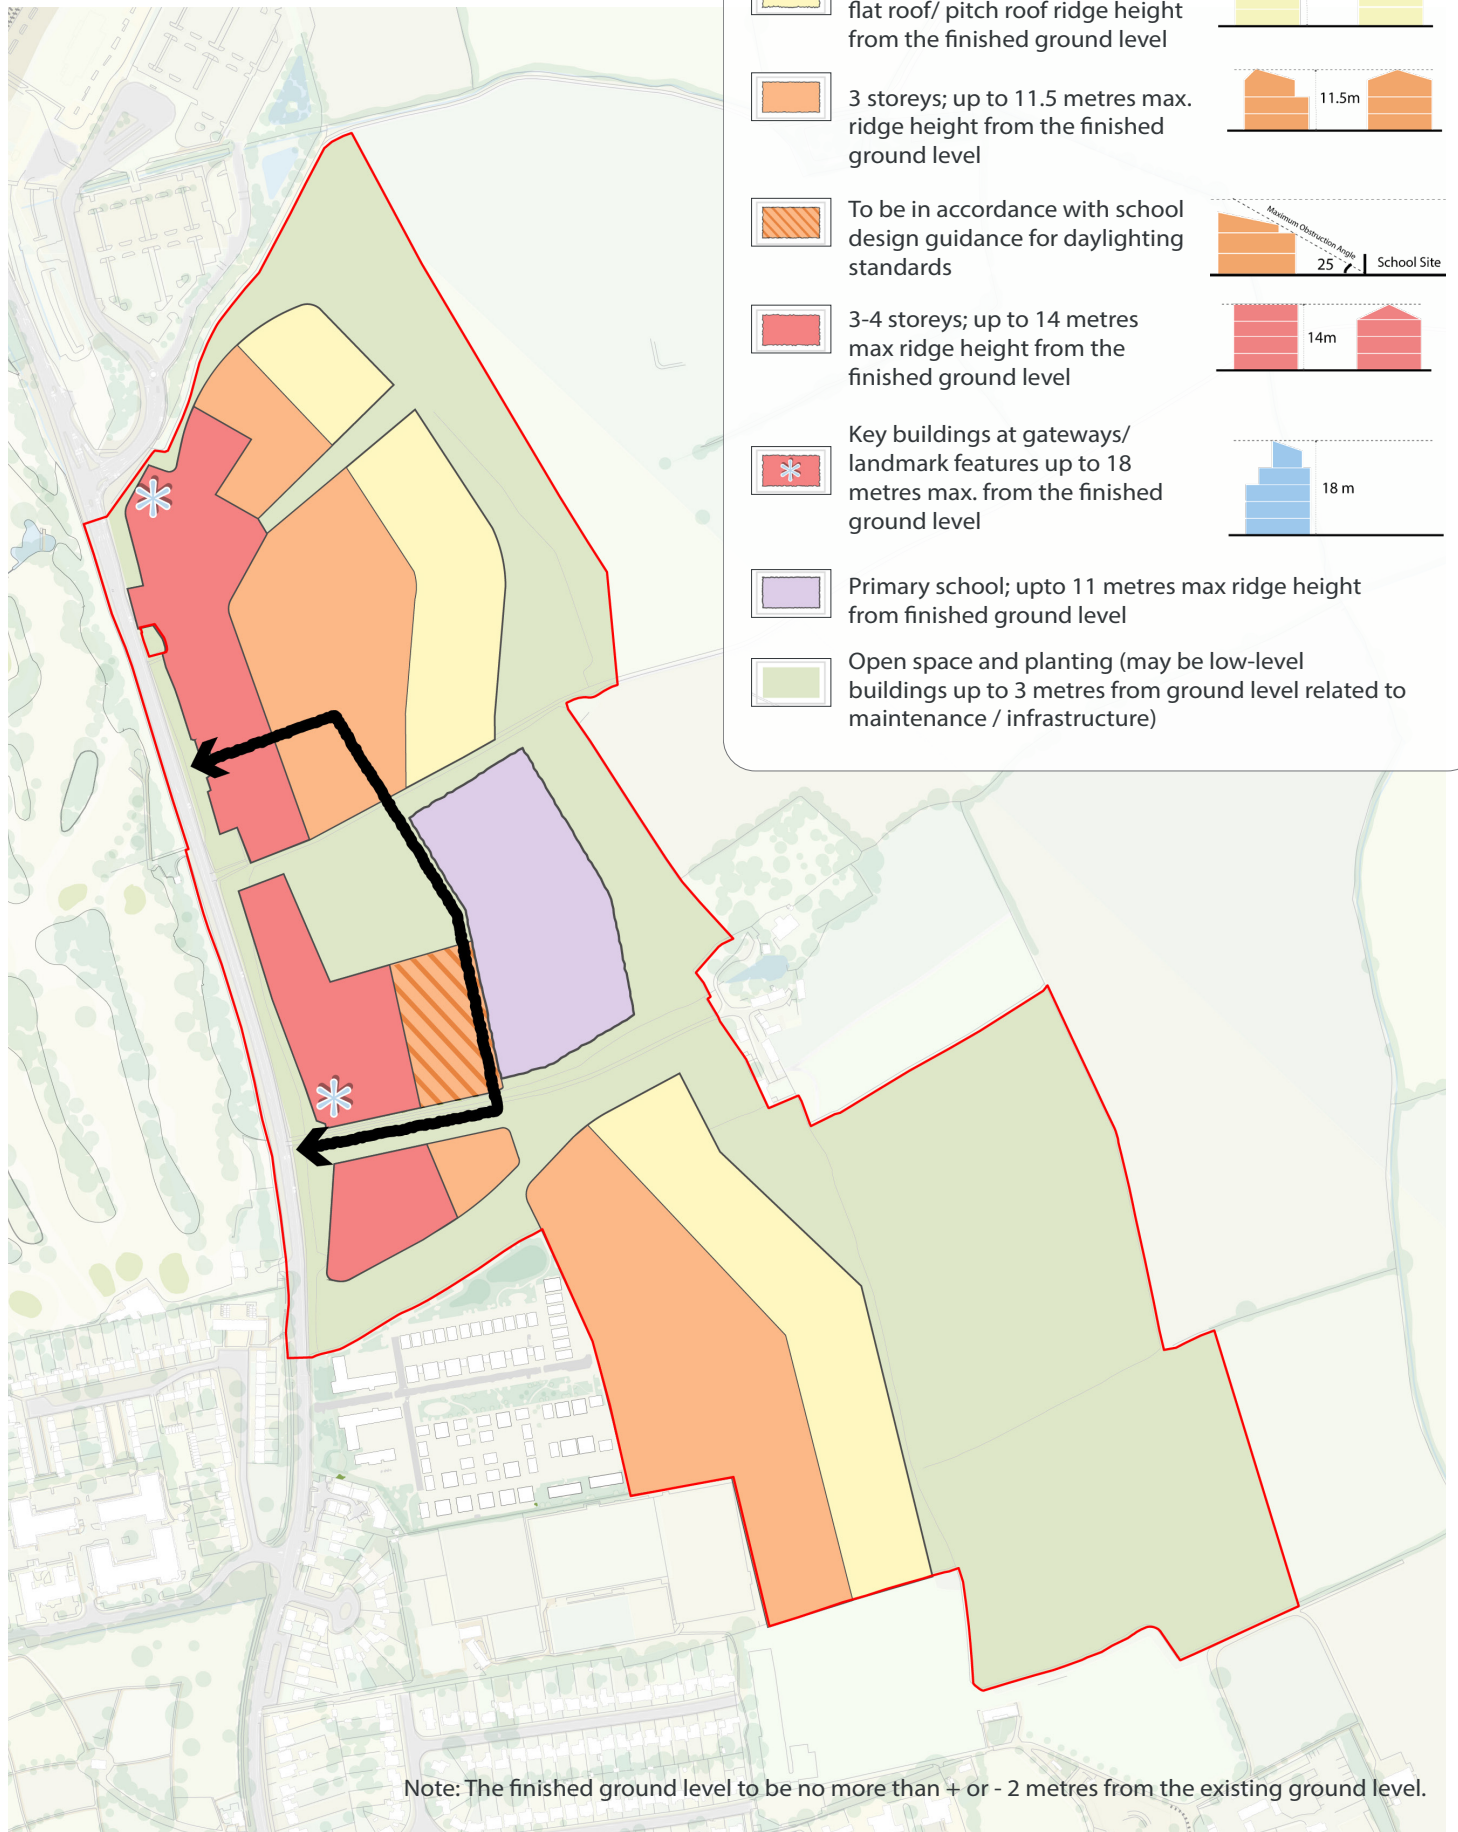 flat roof/ pitch roof ridge height
from the finished ground level
3 storeys; up to 11.5 metres max.
ridge height from the finished
ground level
11.5m
To be in accordance with school
design guidance for daylighting
standards
Maximum Obstruction Angle
25
School Site
3-4 storeys; up to 14 metres
max ridge height from the
finished ground level
14m
Key buildings at gateways/
landmark features up to 18
metres max. from the finished
ground level
18 m
Primary school; upto 11 metres max ridge height
from finished ground level
Open space and planting (may be low-level
buildings up to 3 metres from ground level related to
maintenance / infrastructure)
Note: The finished ground level to be no more than + or - 2 metres from the existing ground level.